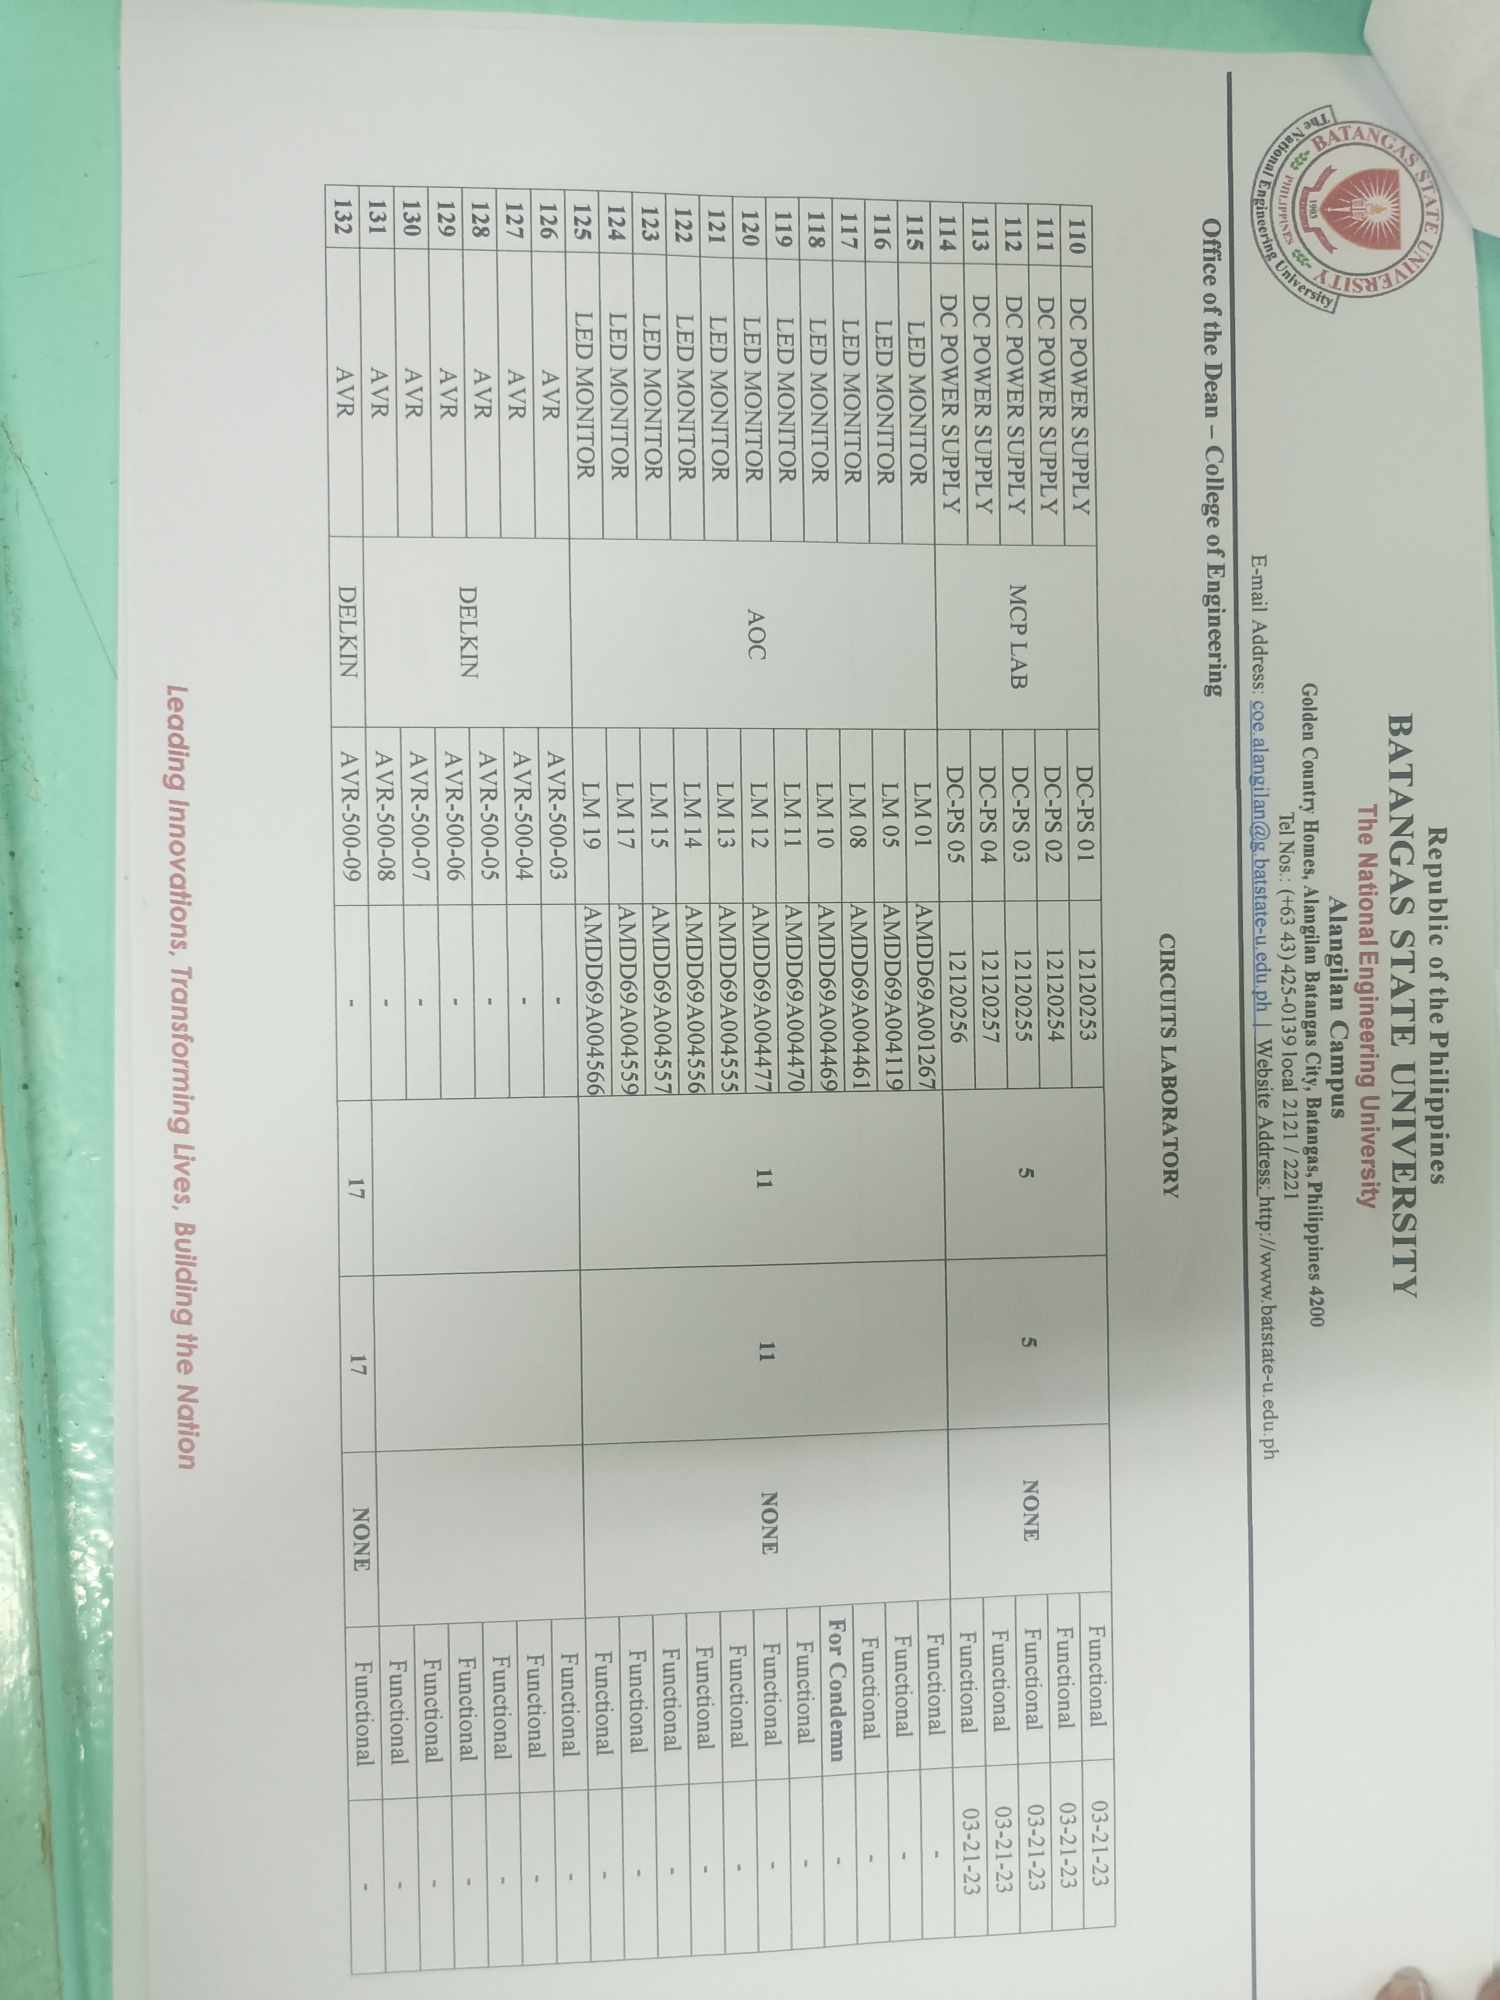 BATANGAS STATE UNIVERSITY
1903
PHILIPPINES
The National Engineering University
Republic of the Philippines
BATANGAS STATE UNIVERSITY
The National Engineering University
Alangilan Campus
Golden Country Homes, Alangilan Batangas City, Batangas, Philippines 4200
Tel Nos.: (+63 43) 425-0139 local 2121 / 2221
E-mail Address: coe.alangilan@g.batstate-u.edu.ph | Website Address: http://www.batstate-u.edu.ph
Office of the Dean – College of Engineering
CIRCUITS LABORATORY
110 DC POWER SUPPLY DC-PS 01 12120253 Functional 03-21-23
111 DC POWER SUPPLY DC-PS 02 12120254 Functional 03-21-23
112 DC POWER SUPPLY MCP LAB DC-PS 03 12120255 5 5 NONE Functional 03-21-23
113 DC POWER SUPPLY DC-PS 04 12120257 Functional 03-21-23
114 DC POWER SUPPLY DC-PS 05 12120256 Functional 03-21-23
115 LED MONITOR LM 01 AMDD69A001267 Functional -
116 LED MONITOR LM 05 AMDD69A004119 Functional -
117 LED MONITOR LM 08 AMDD69A004461 Functional -
118 LED MONITOR LM 10 AMDD69A004469 For Condemn -
119 LED MONITOR LM 11 AMDD69A004470 Functional -
120 LED MONITOR AOC LM 12 AMDD69A004477 11 11 NONE Functional -
121 LED MONITOR LM 13 AMDD69A004555 Functional -
122 LED MONITOR LM 14 AMDD69A004556 Functional -
123 LED MONITOR LM 15 AMDD69A004557 Functional -
124 LED MONITOR LM 17 AMDD69A004559 Functional -
125 LED MONITOR LM 19 AMDD69A004566 Functional -
126 AVR AVR-500-03 - Functional -
127 AVR AVR-500-04 - Functional -
128 AVR AVR-500-05 - Functional -
129 AVR DELKIN AVR-500-06 - Functional -
130 AVR AVR-500-07 - Functional -
131 AVR AVR-500-08 - Functional -
132 AVR DELKIN AVR-500-09 - 17 17 NONE Functional -
Leading Innovations, Transforming Lives, Building the Nation